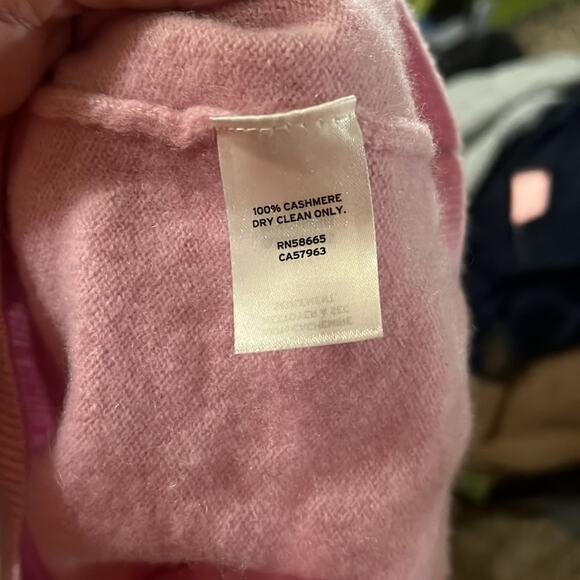 100% CASHMERE
DRY CLEAN ONLY.
RN58665
CA57963